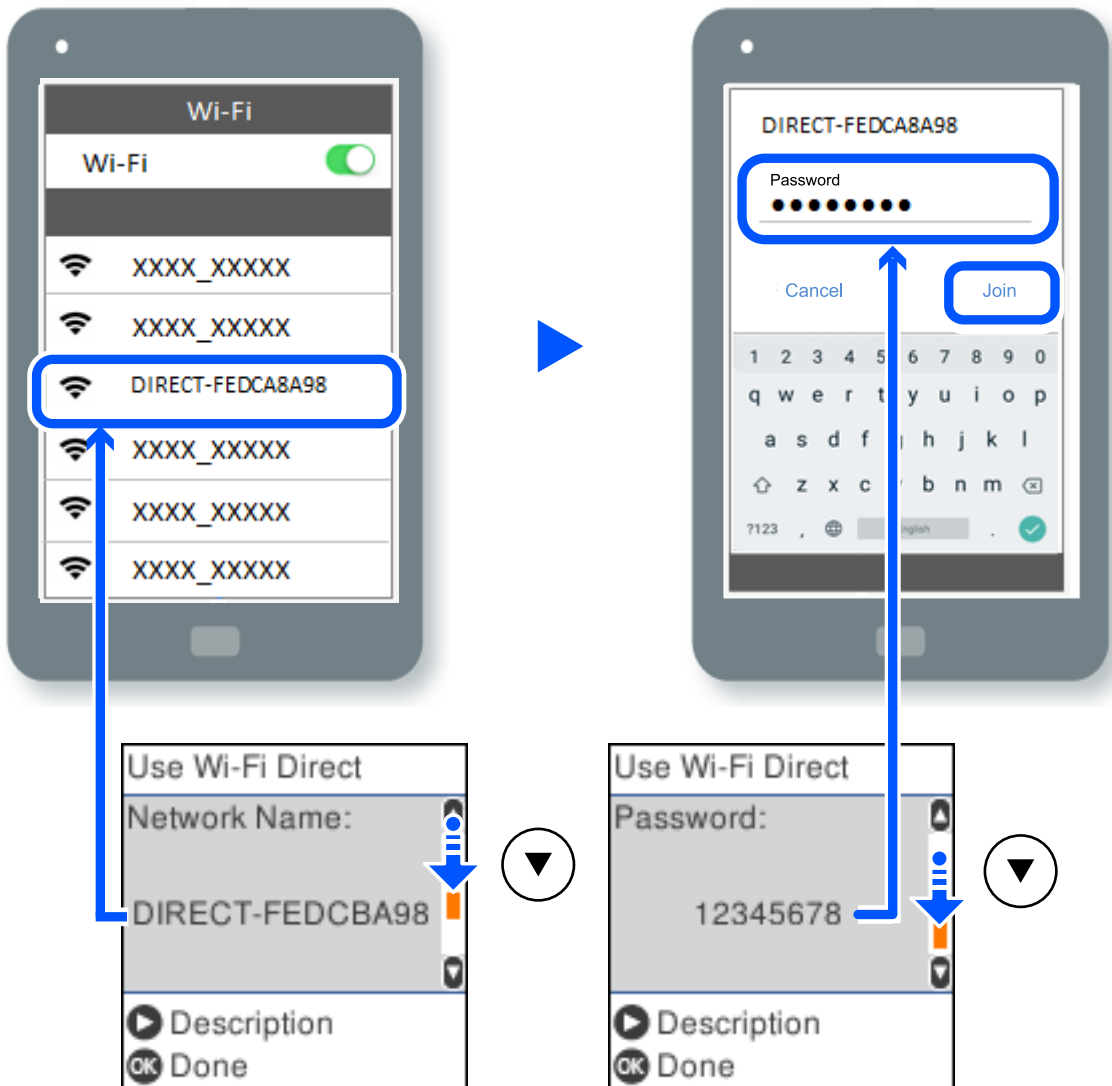 Wi-Fi
Wi-Fi
XXXX_XXXXX
XXXX_XXXXX
DIRECT-FEDCA8A98
XXXX_XXXXX
XXXX_XXXXX
XXXX_XXXXX
DIRECT-FEDCA8A98
Password
●●●●●●●●
Cancel Join
1 2 3 4 5 6 7 8 9 0
q w e r t y u i o p
a s d f g h j k l
z x c b n m
?123 , .
Use Wi-Fi Direct
Network Name:
DIRECT-FEDCBA98
Description
OK Done
Use Wi-Fi Direct
Password:
12345678
Description
OK Done